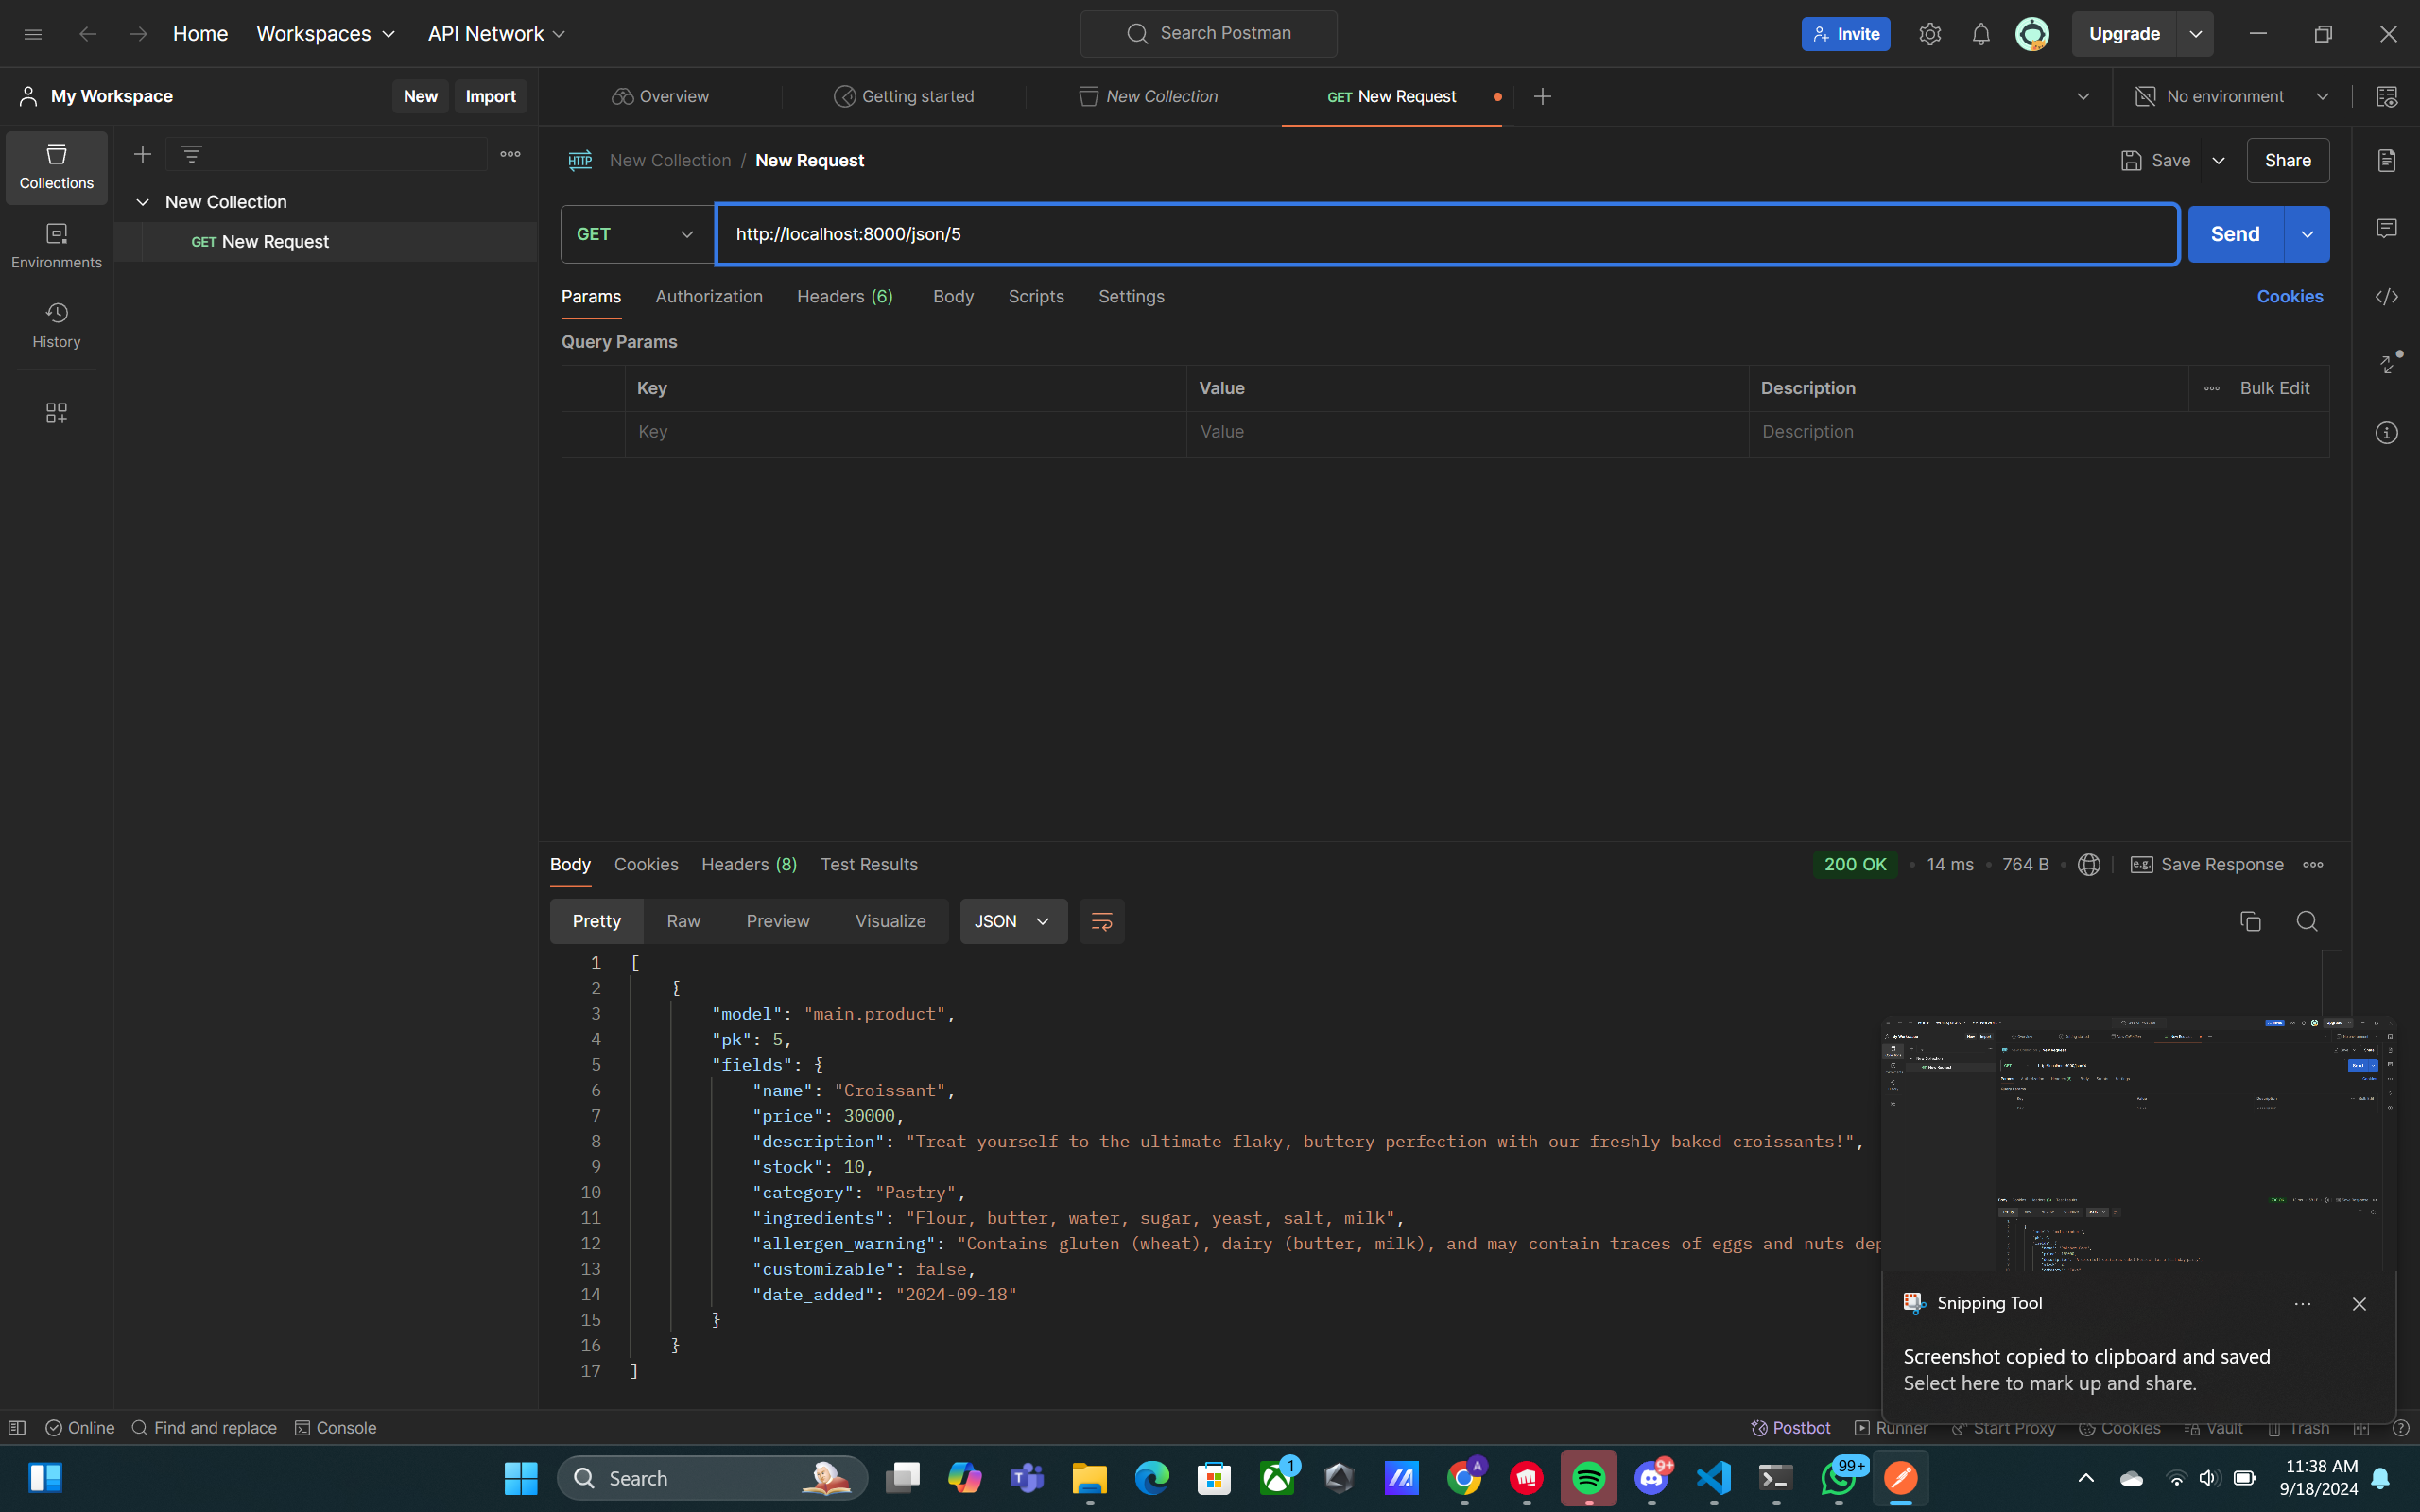 Home Workspaces API Network Search Postman Invite Upgrade
My Workspace New Import Overview Getting started New Collection GET New Request No environment
Collections
Environments
History
New Collection
GET New Request
HTTP New Collection / New Request Save Share
GET http://localhost:8000/json/5 Send
Params Authorization Headers (6) Body Scripts Settings Cookies
Query Params
Key Value Description Bulk Edit
Key Value Description
Body Cookies Headers (8) Test Results 200 OK 14 ms 764 B e.g. Save Response
Pretty Raw Preview Visualize JSON
1 [
2 {
3 "model": "main.product",
4 "pk": 5,
5 "fields": {
6 "name": "Croissant",
7 "price": 30000,
8 "description": "Treat yourself to the ultimate flaky, buttery perfection with our freshly baked croissants!",
9 "stock": 10,
10 "category": "Pastry",
11 "ingredients": "Flour, butter, water, sugar, yeast, salt, milk",
12 "allergen_warning": "Contains gluten (wheat), dairy (butter, milk), and may contain traces of eggs and nuts dep
13 "customizable": false,
14 "date_added": "2024-09-18"
15 }
16 }
17 ]
Snipping Tool
Screenshot copied to clipboard and saved
Select here to mark up and share.
Online Find and replace Console Postbot Runner Start Proxy Cookies Vault Trash
Search 1 A 9+ 99+ 11:38 AM
9/18/2024